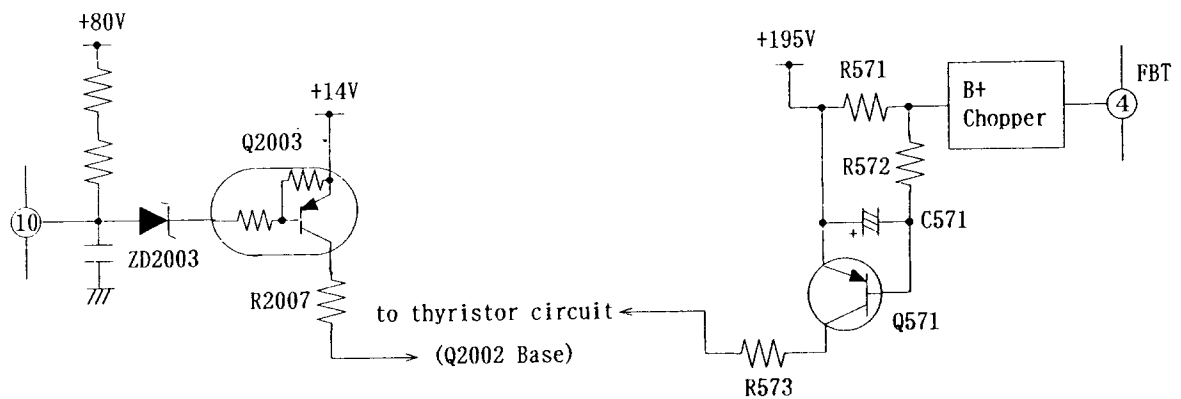 +80V
+195V
R571
FBT
B+
Chopper
4
+14V
Q2003
R572
10
ZD2003
+
C571
R2007
to thyristor circuit
Q571
(Q2002 Base)
R573